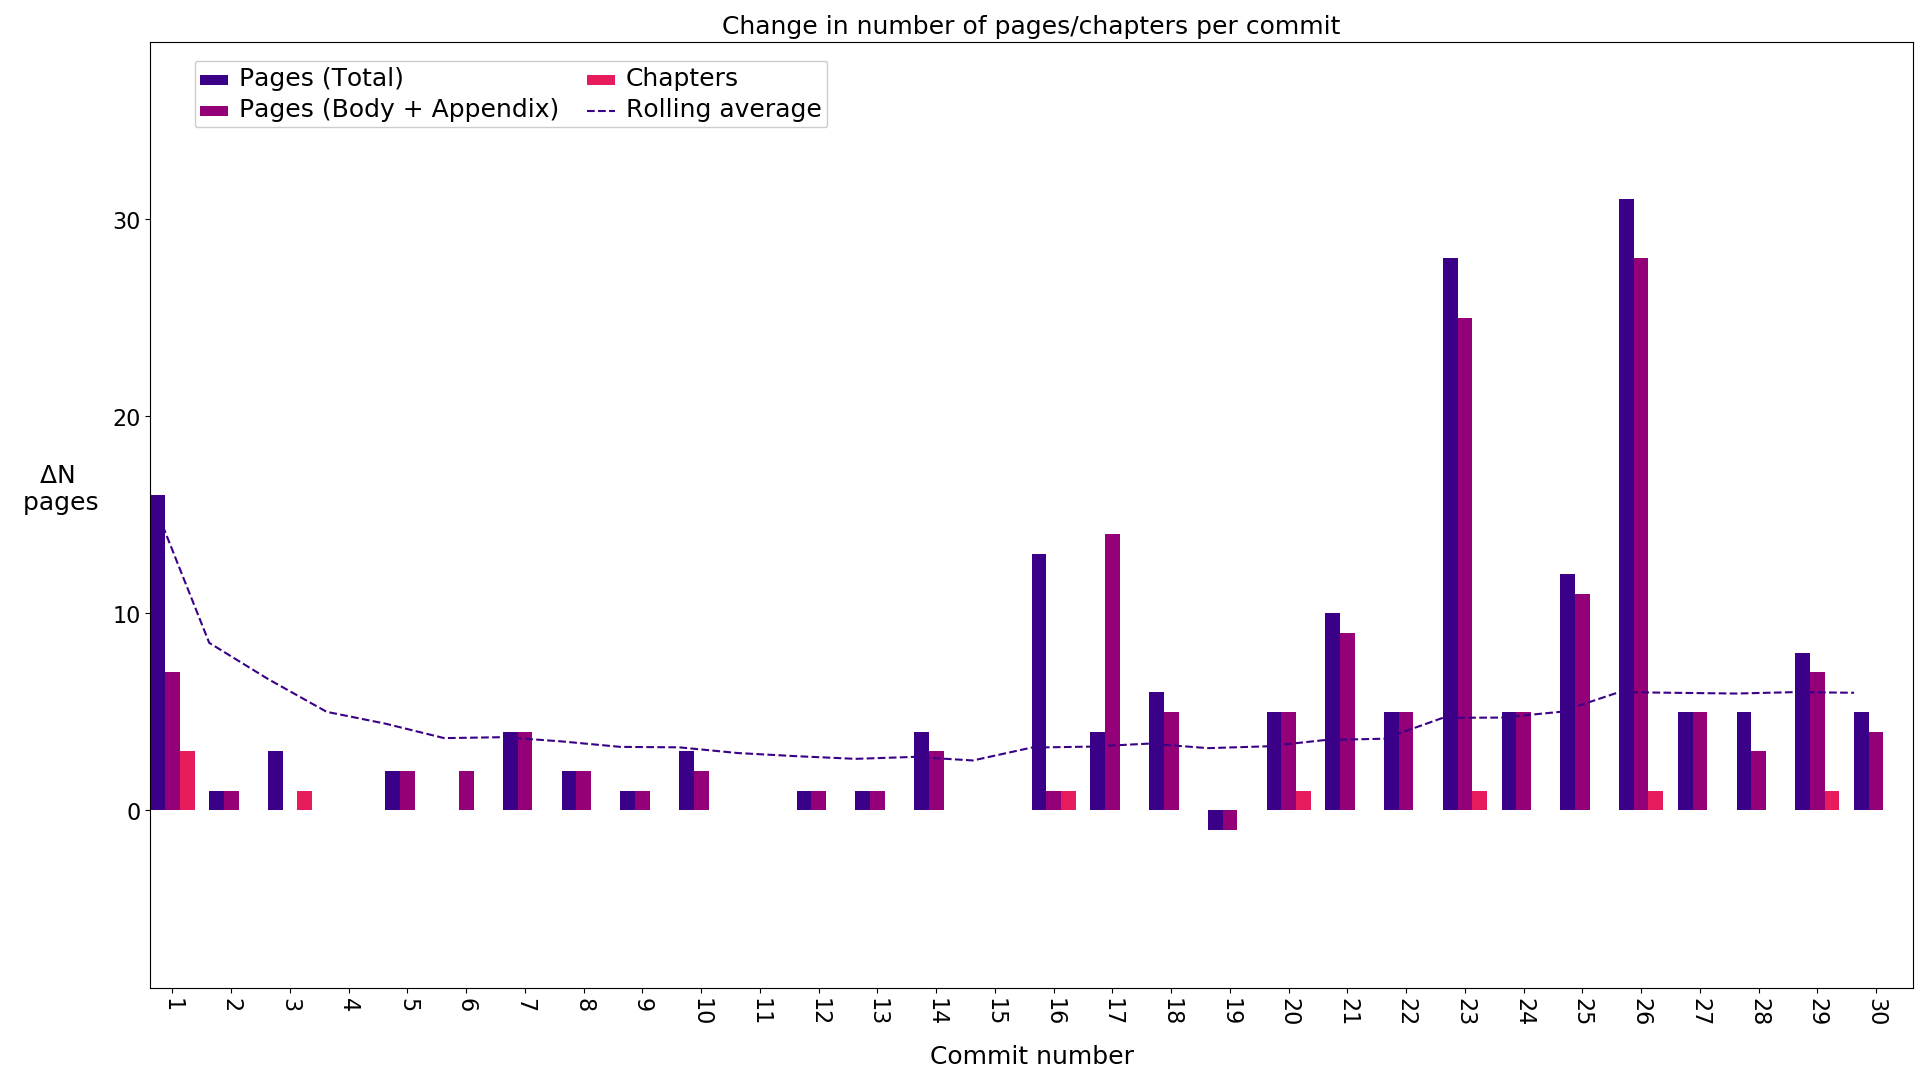 Change in number of pages/chapters per commit
Pages (Total)
Pages (Body + Appendix)
Chapters
Rolling average
30
20
10
0
ΔN
pages
1 2 3 4 5 6 7 8 9 10 11 12 13 14 15 16 17 18 19 20 21 22 23 24 25 26 27 28 29 30
Commit number